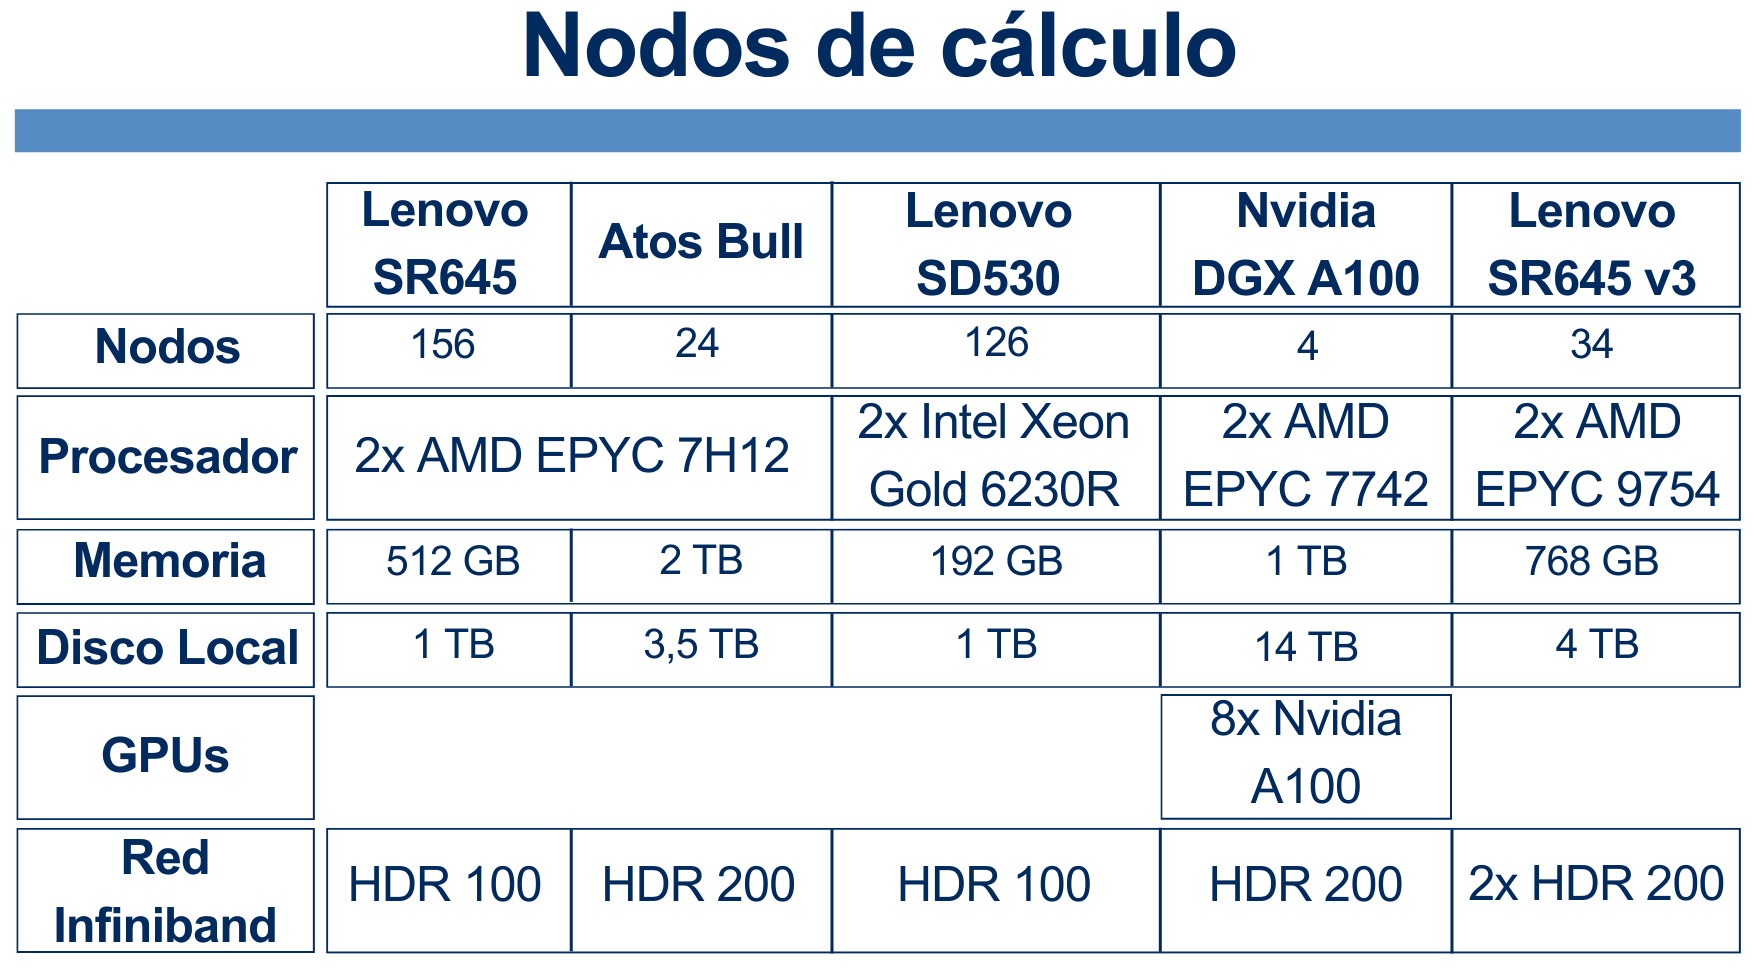 Nodos de cálculo
Lenovo SR645
Atos Bull
Lenovo SD530
Nvidia DGX A100
Lenovo SR645 v3
Nodos
156
24
126
4
34
Procesador
2x AMD EPYC 7H12
2x Intel Xeon
Gold 6230R
2x AMD
EPYC 7742
2x AMD
EPYC 9754
Memoria
512 GB
2 TB
192 GB
1 TB
768 GB
Disco Local
1 TB
3,5 TB
1 TB
14 TB
4 TB
GPUs
8x Nvidia
A100
Red
Infiniband
HDR 100
HDR 200
HDR 100
HDR 200
2x HDR 200